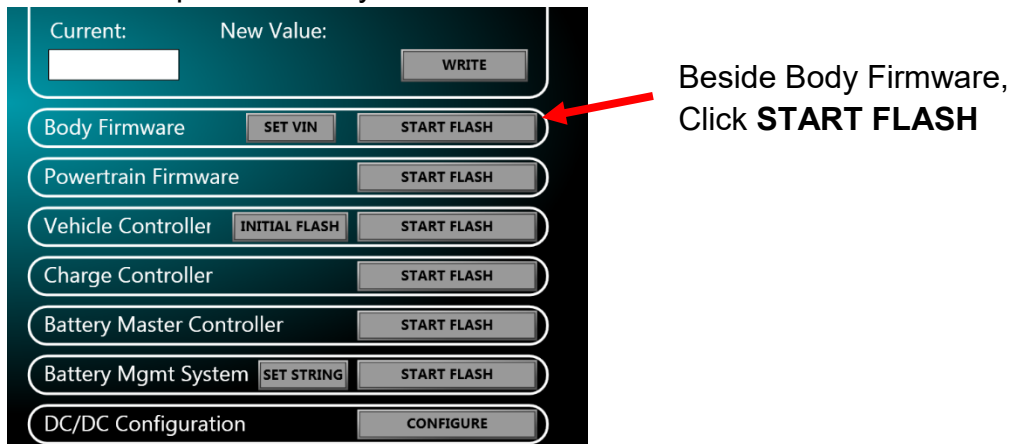 Current: New Value:
WRITE
Body Firmware SET VIN START FLASH
Beside Body Firmware,
Click START FLASH
Powertrain Firmware START FLASH
Vehicle Controller INITIAL FLASH START FLASH
Charge Controller START FLASH
Battery Master Controller START FLASH
Battery Mgmt System SET STRING START FLASH
DC/DC Configuration CONFIGURE